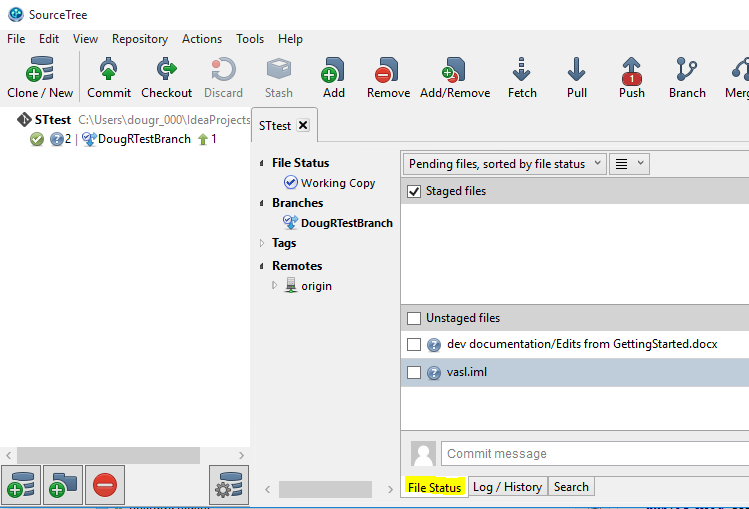 SourceTree
File Edit View Repository Actions Tools Help
Clone / New Commit Checkout Discard Stash Add Remove Add/Remove Fetch Pull 1 Push Branch Merg
STtest C:\Users\dougr_000\IdeaProjects
2 | DougRTestBranch 1
STtest
File Status
Working Copy
Branches
DougRTestBranch
Tags
Remotes
origin
Pending files, sorted by file status
Staged files
Unstaged files
dev documentation/Edits from GettingStarted.docx
vasl.iml
Commit message
File Status Log / History Search